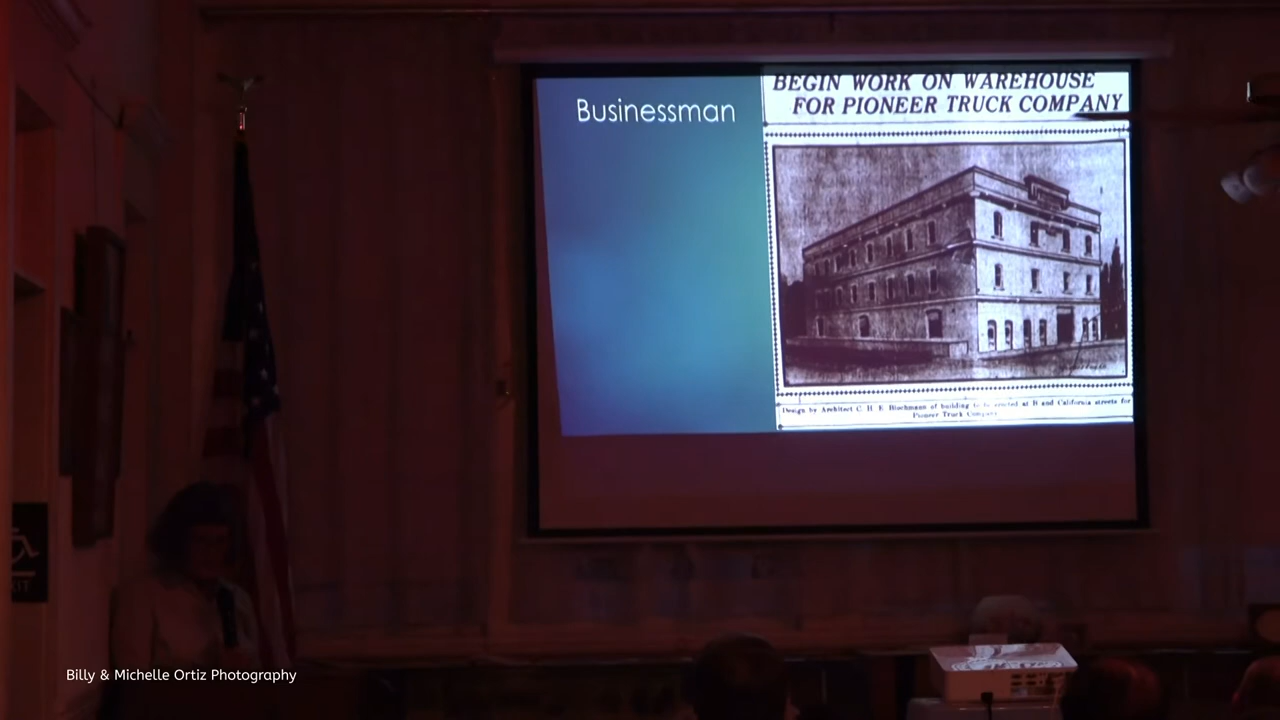 BEGIN WORK ON WAREHOUSE
FOR PIONEER TRUCK COMPANY
Businessman
Design by Architect C. H. E. Blochmann of building to be erected at B and California streets for
Pioneer Truck Company
Billy & Michelle Ortiz Photography